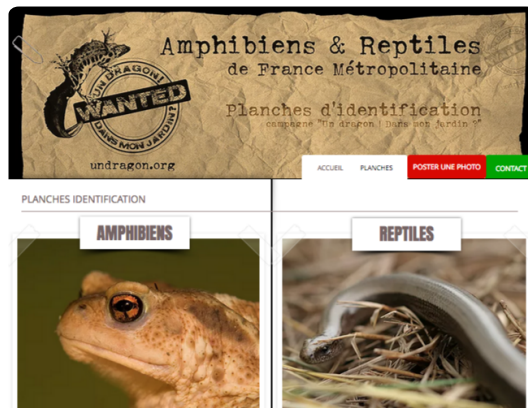 Amphibiens & Reptiles
de France Métropolitaine
UN DRAGON!
WANTED
DANS MON JARDIN?
Planches d'identification
campagne "Un dragon ! Dans mon jardin ?"
undragon.org
ACCUEIL PLANCHES POSTER UNE PHOTO CONTACT
PLANCHES IDENTIFICATION
AMPHIBIENS
REPTILES